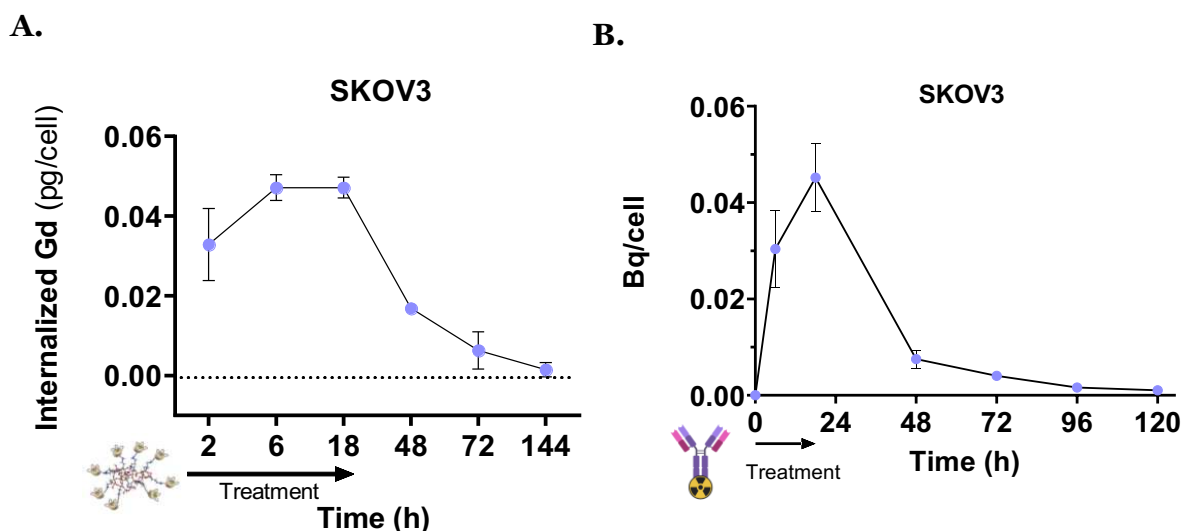 A.
SKOV3
Internalized Gd (pg/cell)
0.06
0.04
0.02
0.00
2 6 18 48 72 144
Treatment
Time (h)
B.
SKOV3
Bq/cell
0.06
0.04
0.02
0.00
0 24 48 72 96 120
Treatment
Time (h)